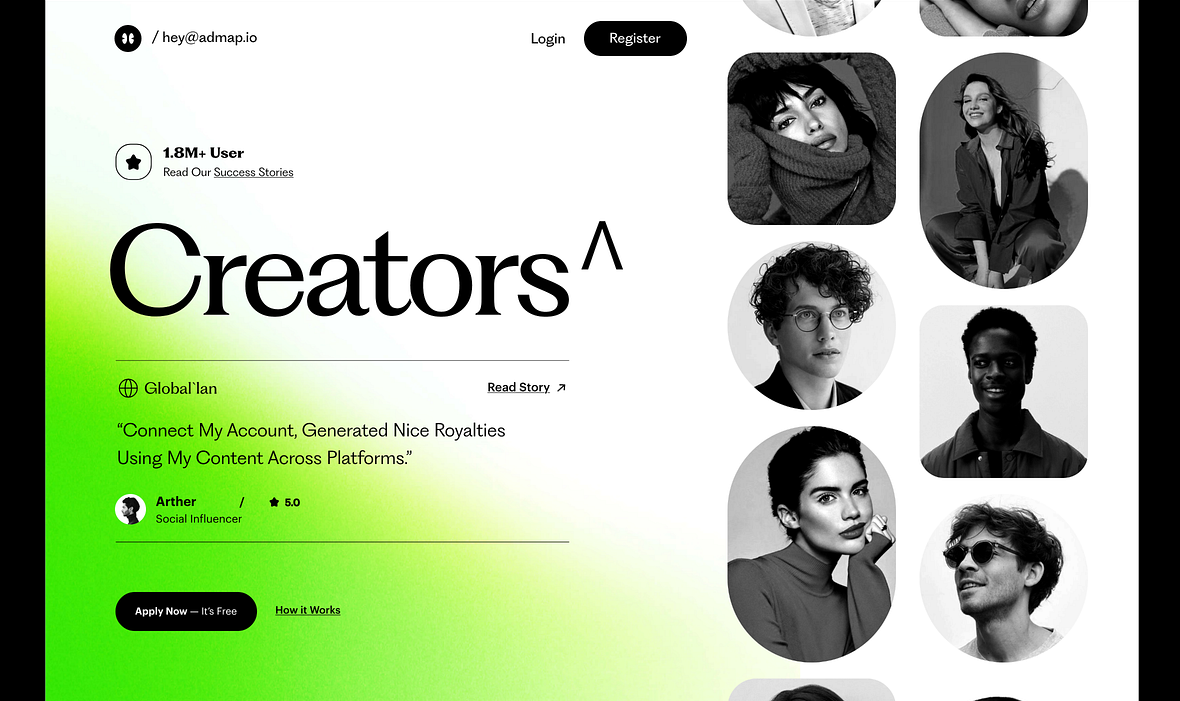 / hey@admap.io
Login
Register
1.8M+ User
Read Our Success Stories
Creators^
Global`lan
Read Story ↗
“Connect My Account, Generated Nice Royalties
Using My Content Across Platforms.”
Arther / ★ 5.0
Social Influencer
Apply Now — It's Free
How it Works